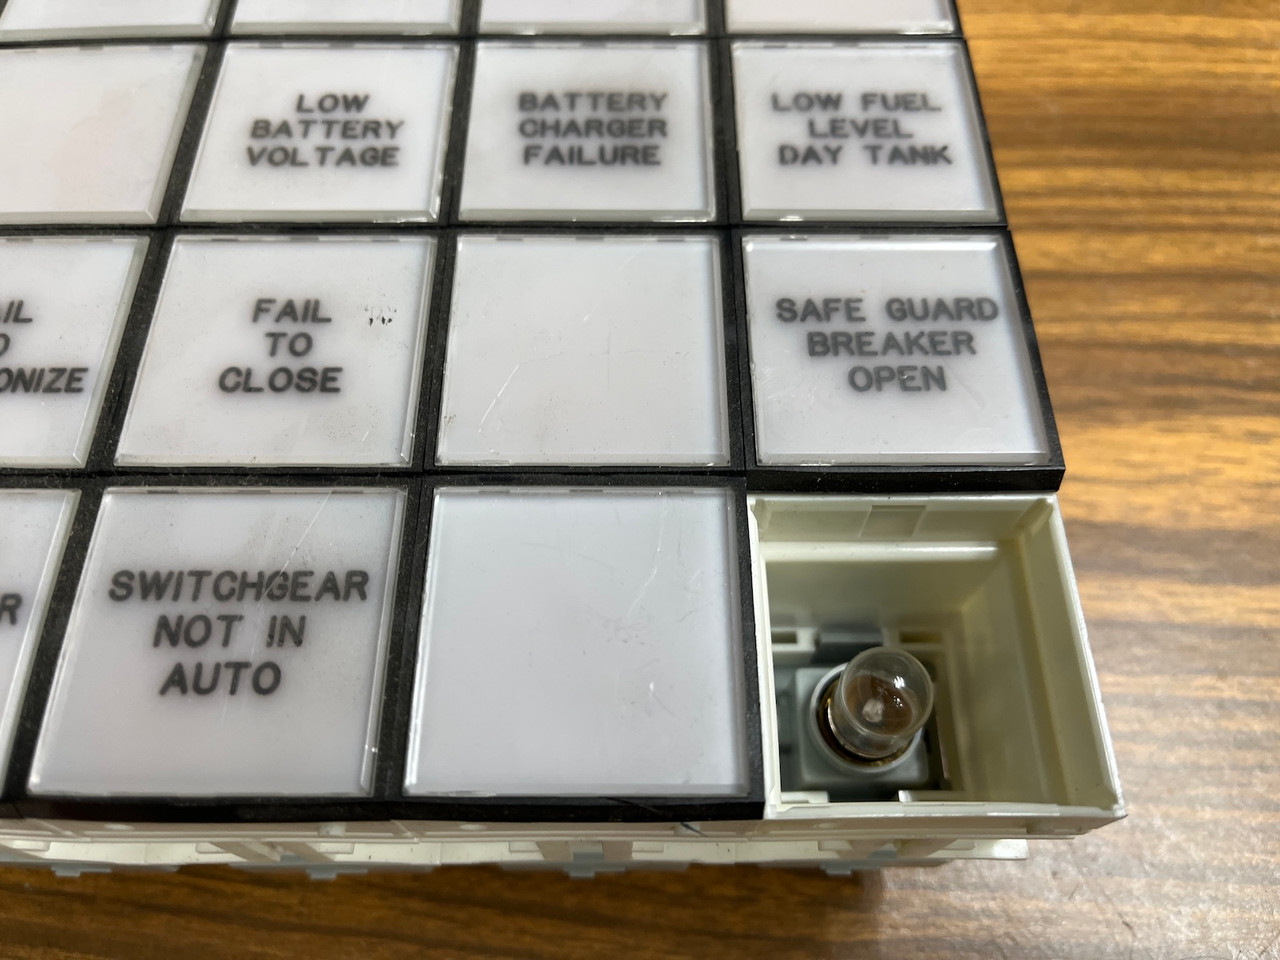 LOW
BATTERY
VOLTAGE
BATTERY
CHARGER
FAILURE
LOW FUEL
LEVEL
DAY TANK
FAIL
TO
CLOSE
SAFE GUARD
BREAKER
OPEN
SWITCHGEAR
NOT IN
AUTO